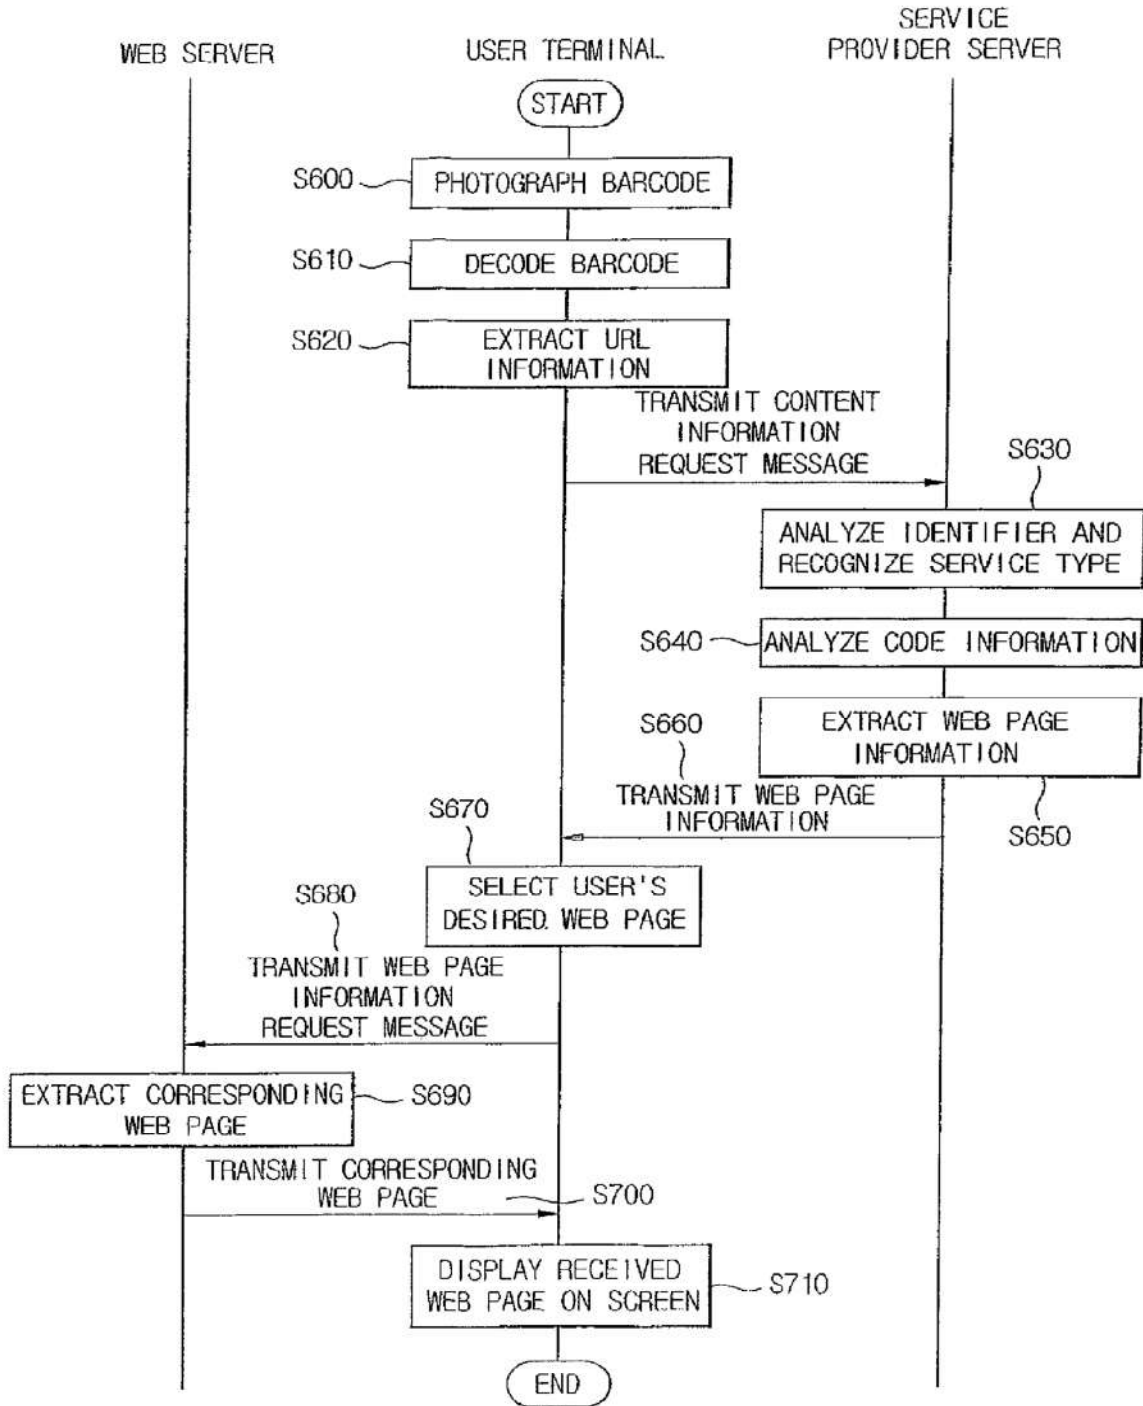 SERVICE
WEB SERVER
USER TERMINAL
PROVIDER SERVER
START
S600
PHOTOGRAPH BARCODE
S610
DECODE BARCODE
S620
EXTRACT URL
INFORMATION
TRANSMIT CONTENT
INFORMATION
REQUEST MESSAGE
S630
ANALYZE IDENTIFIER AND
RECOGNIZE SERVICE TYPE
S640
ANALYZE CODE INFORMATION
EXTRACT WEB PAGE
INFORMATION
S650
S660
TRANSMIT WEB PAGE
INFORMATION
S670
SELECT USER'S
DESIRED WEB PAGE
S680
TRANSMIT WEB PAGE
INFORMATION
REQUEST MESSAGE
EXTRACT CORRESPONDING
WEB PAGE
S690
TRANSMIT CORRESPONDING
WEB PAGE
S700
DISPLAY RECEIVED
WEB PAGE ON SCREEN
S710
END